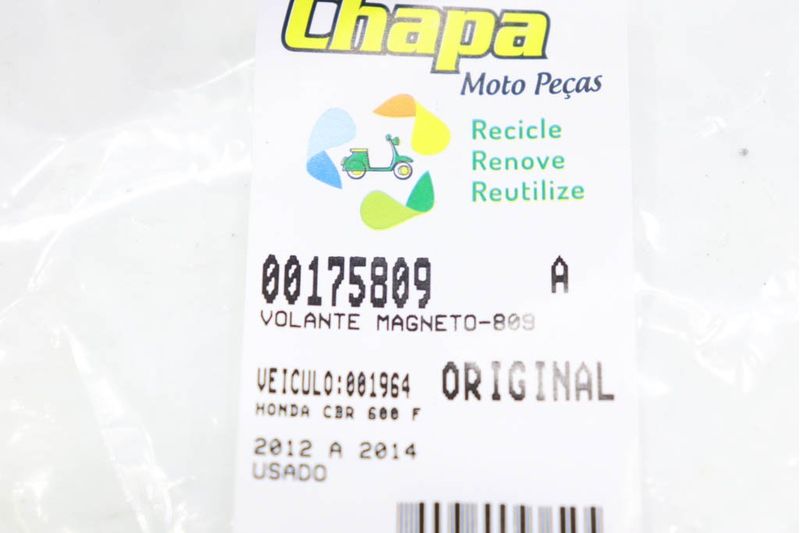 Chapa
Moto Peças
Recicle
Renove
Reutilize
00175809 A
VOLANTE MAGNETO-809
VEICULO:001964 ORIGINAL
HONDA CBR 600 F
2012 A 2014
USADO